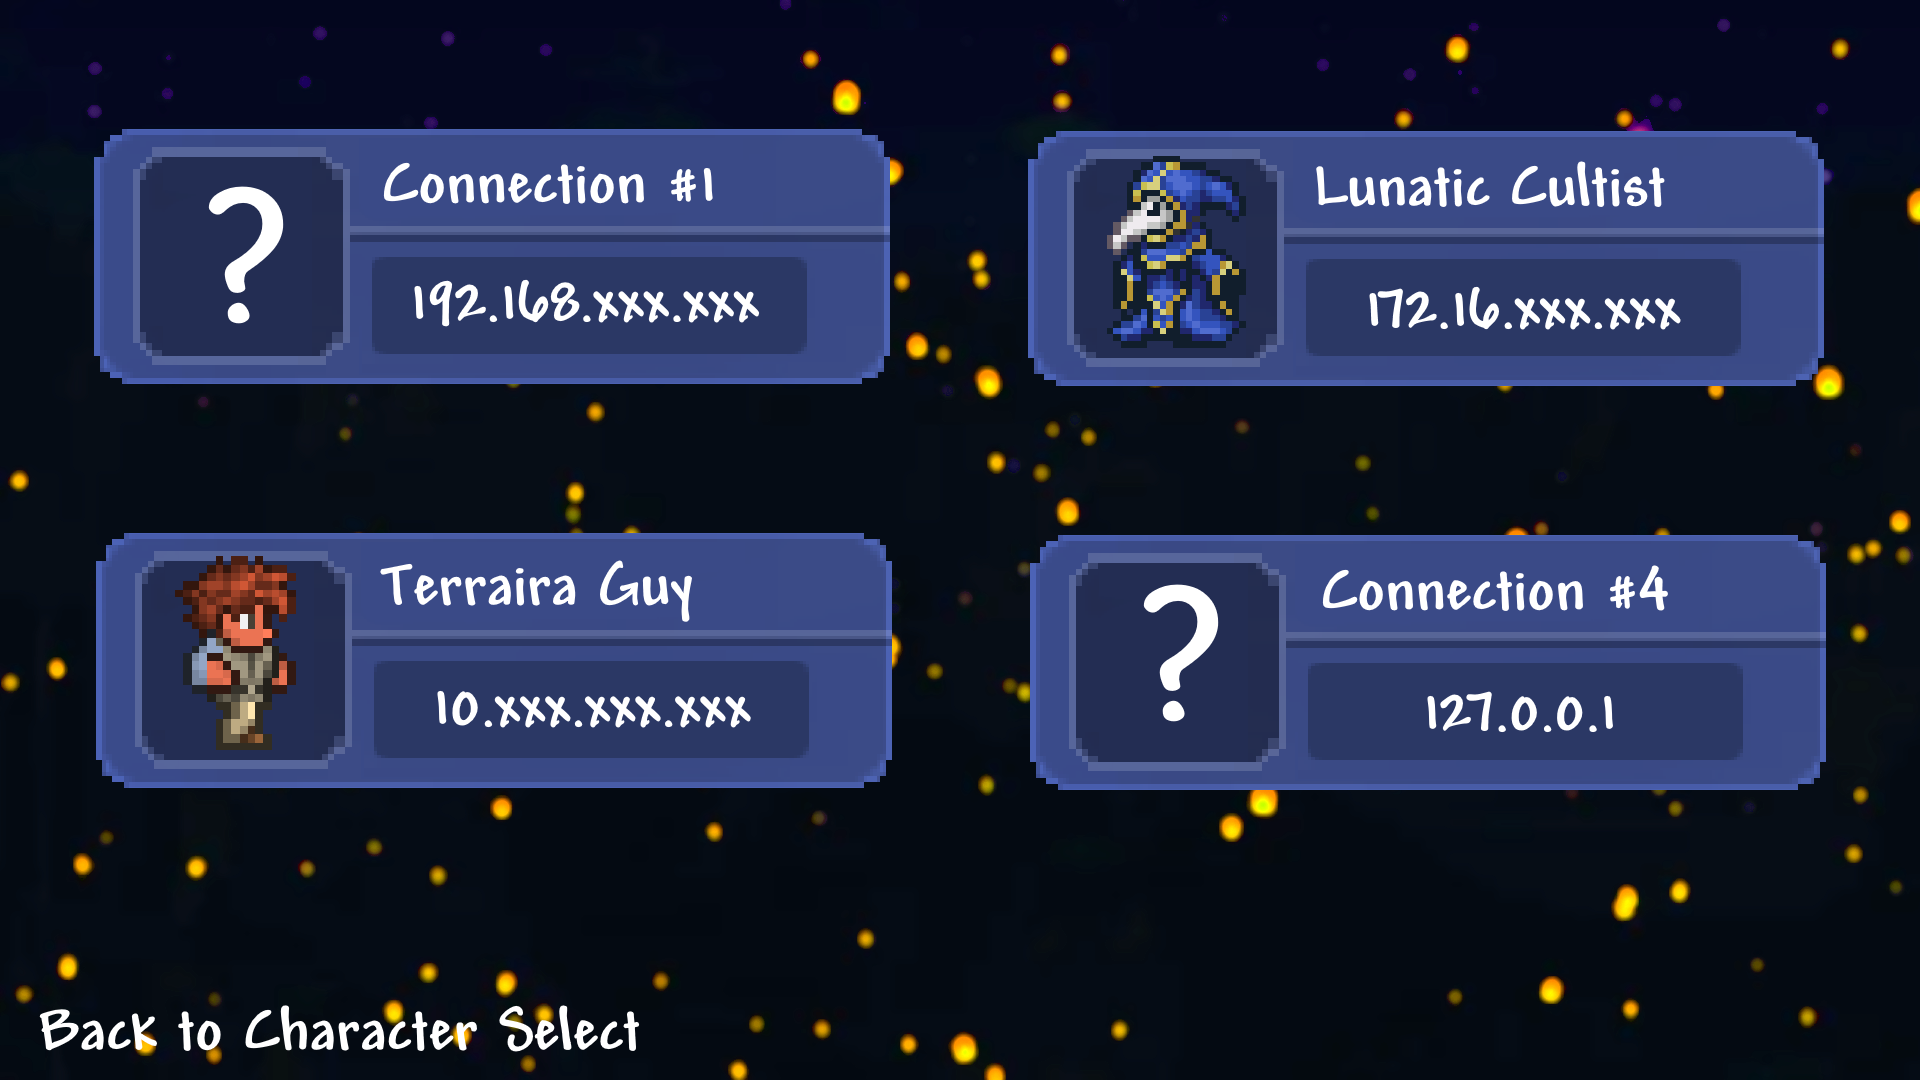 ?
Connection #1
192.168.xxx.xxx
Lunatic Cultist
172.16.xxx.xxx
Terraira Guy
10.xxx.xxx.xxx
?
Connection #4
127.0.0.1
Back to Character Select